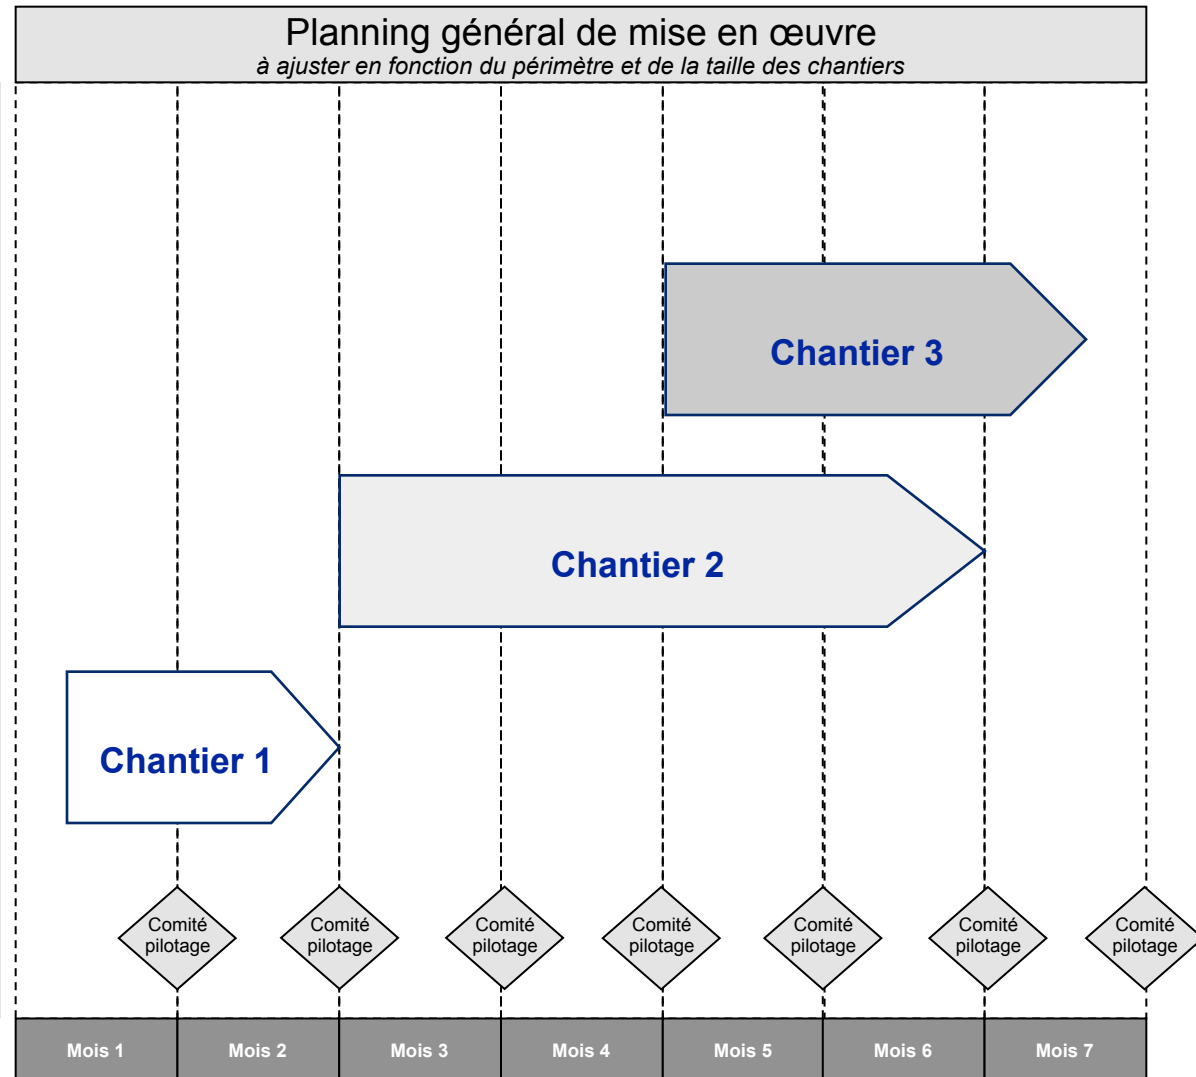 Planning général de mise en œuvre
à ajuster en fonction du périmètre et de la taille des chantiers
Chantier 3
Chantier 2
Chantier 1
Comité
pilotage
Comité
pilotage
Comité
pilotage
Comité
pilotage
Comité
pilotage
Comité
pilotage
Comité
pilotage
Mois 1
Mois 2
Mois 3
Mois 4
Mois 5
Mois 6
Mois 7